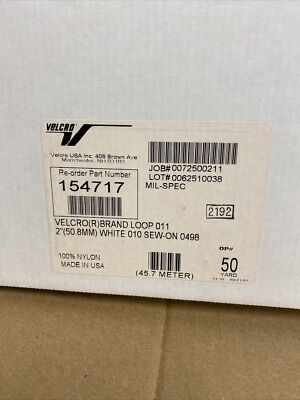 VELCRO
Velcro USA Inc. 406 Brown Ave.
Manchester, NH 03103
Re-order Part Number
154717
JOB#0072500211
LOT#0062510038
MIL-SPEC
2192
VELCRO(R)BRAND LOOP 011
2"(50.8MM) WHITE 010 SEW-ON 0498
100% NYLON
MADE IN USA
(45.7 METER)
OP#
50
YARD